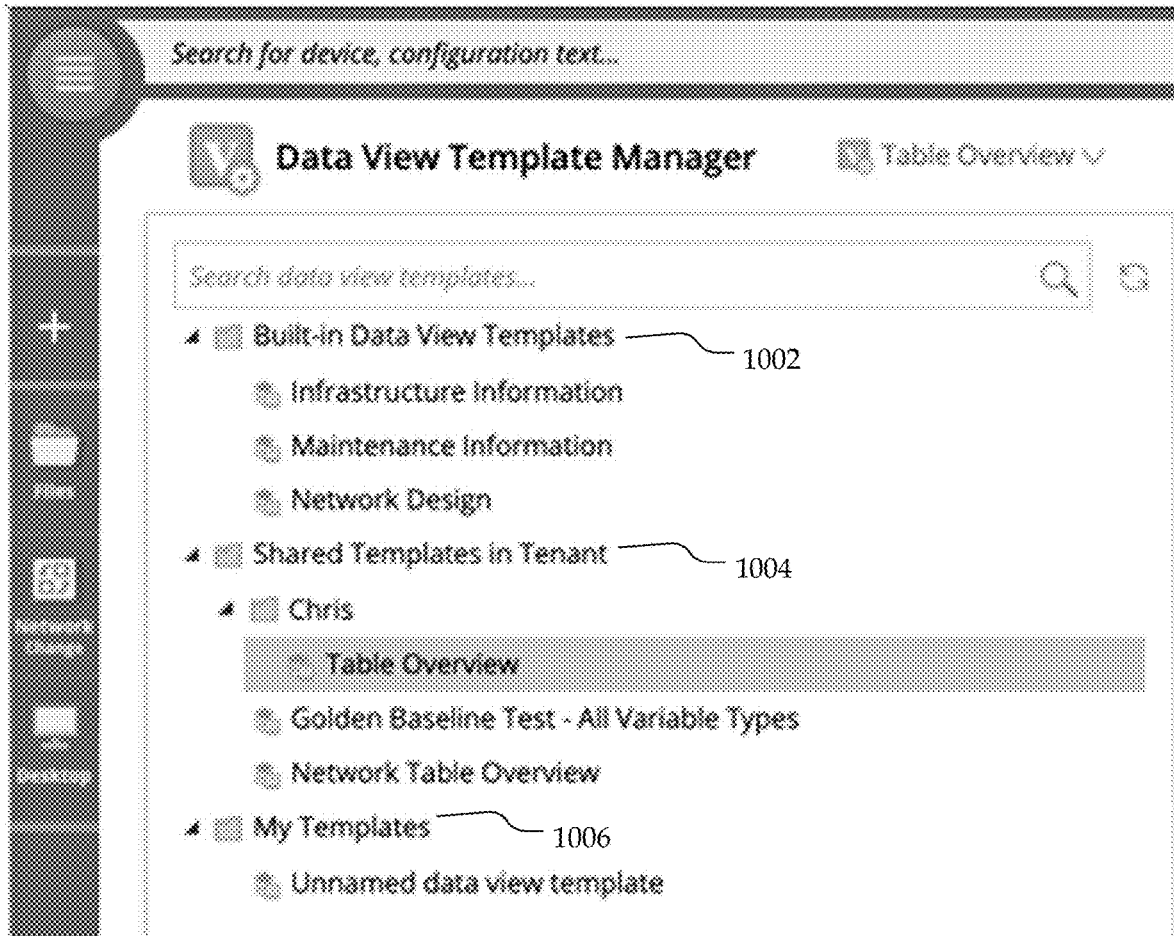 Search for device, configuration text...
Data View Template Manager
Table Overview
Search data view templates...
Built-in Data View Templates
1002
Infrastructure Information
Maintenance Information
Network Design
Shared Templates in Tenant
1004
Chris
Table Overview
Golden Baseline Test - All Variable Types
Network Table Overview
My Templates
1006
Unnamed data view template